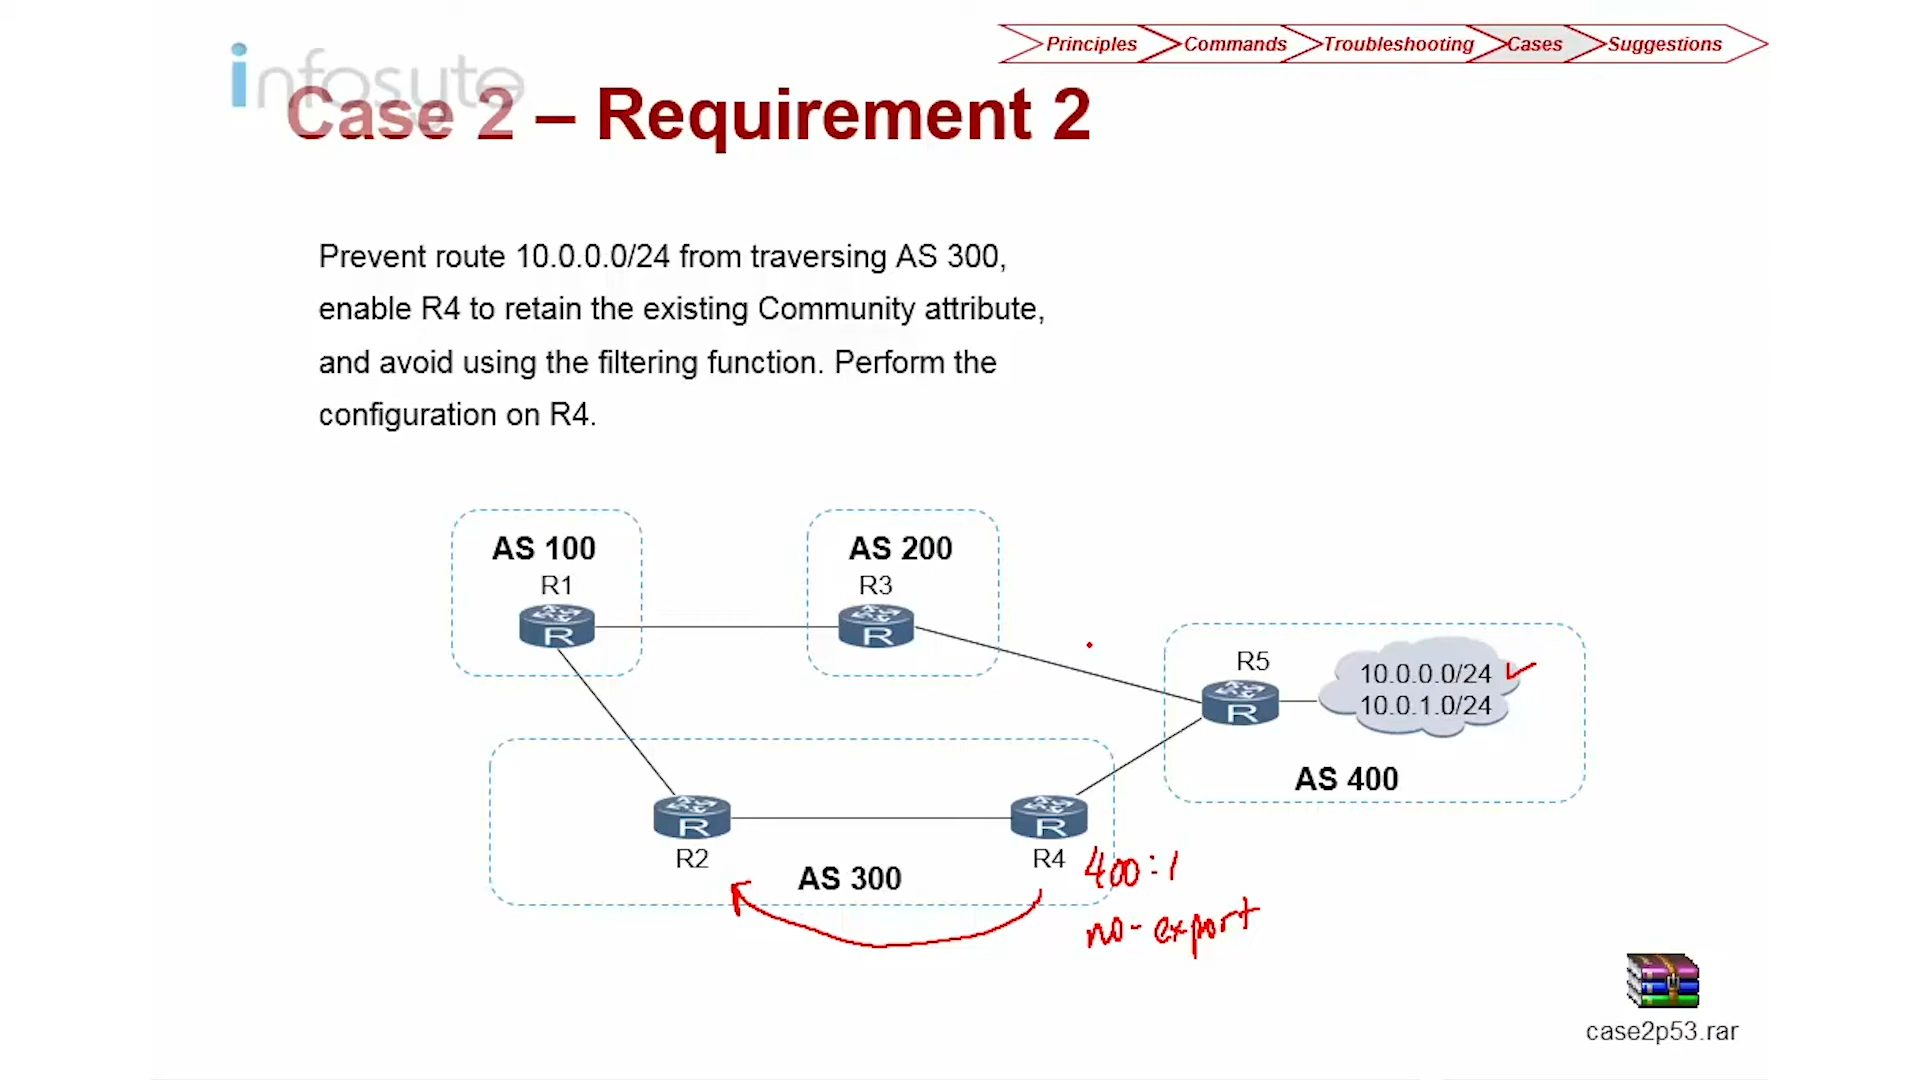 Principles Commands Troubleshooting Cases Suggestions
infosute
Case 2 – Requirement 2
Prevent route 10.0.0.0/24 from traversing AS 300,
enable R4 to retain the existing Community attribute,
and avoid using the filtering function. Perform the
configuration on R4.
AS 100
R1
R
AS 200
R3
R
R5
R
10.0.0.0/24
10.0.1.0/24
AS 400
R
R2
AS 300
R
R4
400:1
no-export
case2p53.rar